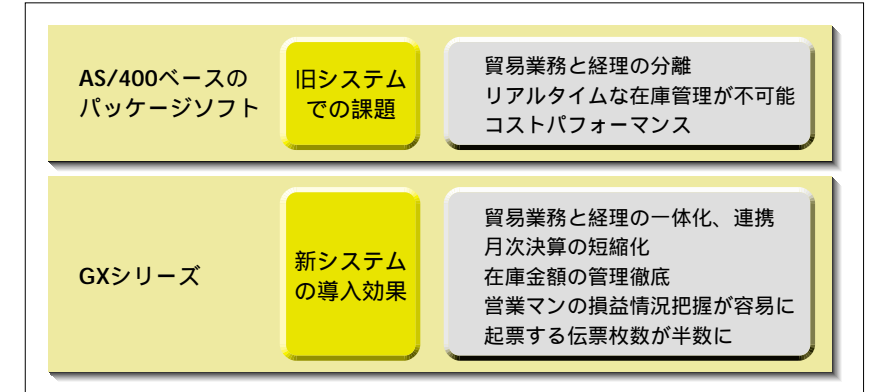 AS/400ベースの
パッケージソフト
旧システム
での課題
貿易業務と経理の分離
リアルタイムな在庫管理が不可能
コストパフォーマンス
GXシリーズ
新システム
の導入効果
貿易業務と経理の一体化、連携
月次決算の短縮化
在庫金額の管理徹底
営業マンの損益情況把握が容易に
起票する伝票枚数が半数に